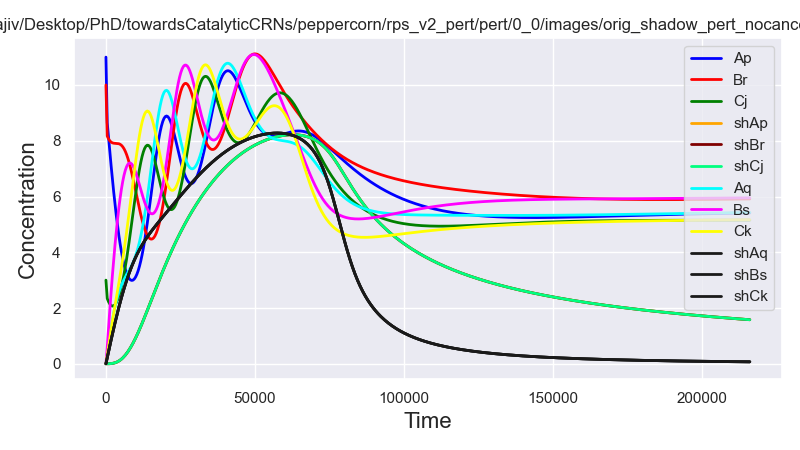 ajiv/Desktop/PhD/towardsCatalyticCRNs/peppercorn/rps_v2_pert/pert/0_0/images/orig_shadow_pert_nocance
Concentration
10
8
6
4
2
0
0
50000
100000
150000
200000
Time
Ap
Br
Cj
shAp
shBr
shCj
Aq
Bs
Ck
shAq
shBs
shCk